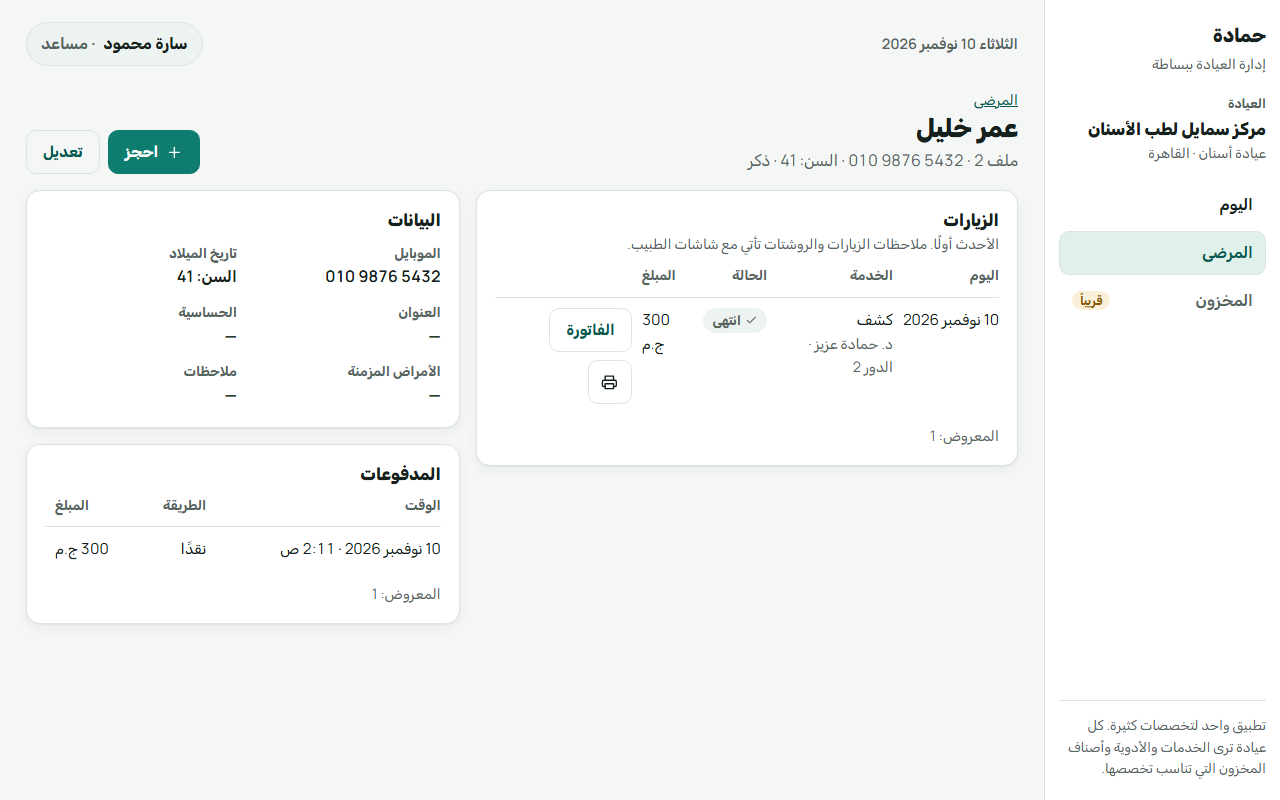 حمادة
إدارة العيادة ببساطة
العيادة
مركز سمايل لطب الأسنان
عيادة أسنان · القاهرة
اليوم
المرضى
المخزون
قريباً
تطبيق واحد لتخصصات كثيرة. كل
عيادة ترى الخدمات والأدوية وأصناف
المخزون التي تناسب تخصصها.
الثلاثاء 10 نوفمبر 2026
سارة محمود · مساعد
المرضى
عمر خليل
ملف 2 · 010 9876 5432 · السن: 41 · ذكر
احجز
تعديل
الزيارات
الأحدث أولًا. ملاحظات الزيارات والروشتات تأتي مع شاشات الطبيب.
اليوم الخدمة الحالة المبلغ
10 نوفمبر 2026 كشف انتهى 300 الفاتورة
د. حمادة عزيز · ج.م
الدور 2
المعروض: 1
البيانات
الموبايل تاريخ الميلاد
010 9876 5432 السن: 41
العنوان الحساسية
— —
الأمراض المزمنة ملاحظات
— —
المدفوعات
الوقت الطريقة المبلغ
10 نوفمبر 2026 · 2:11 ص نقدًا 300 ج.م
المعروض: 1